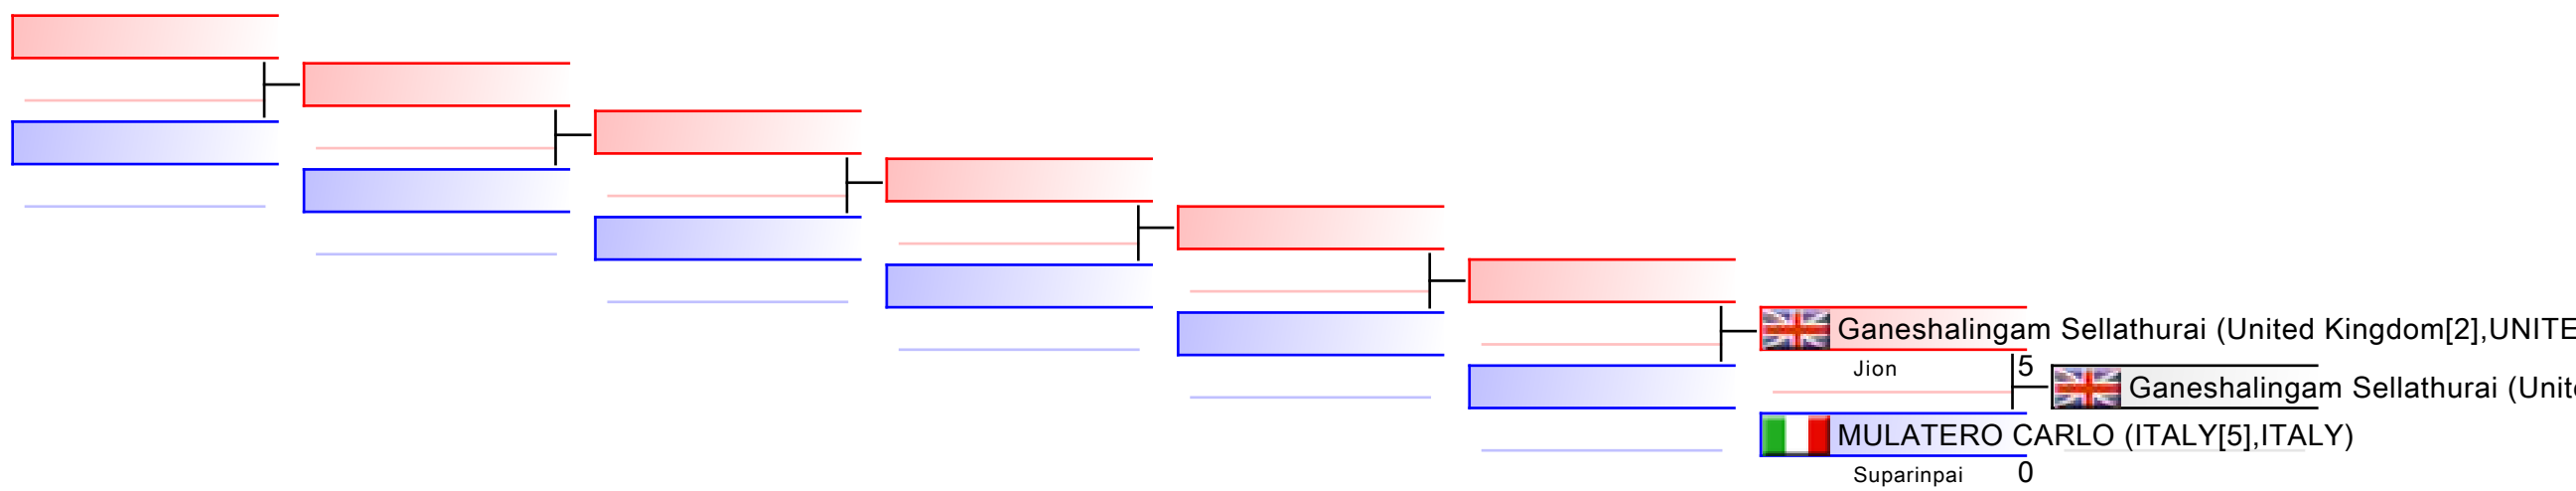 Ganeshalingam Sellathurai (United Kingdom[2],UNITE
Jion
5
Ganeshalingam Sellathurai (Unit
MULATERO CARLO (ITALY[5],ITALY)
Suparinpai
0